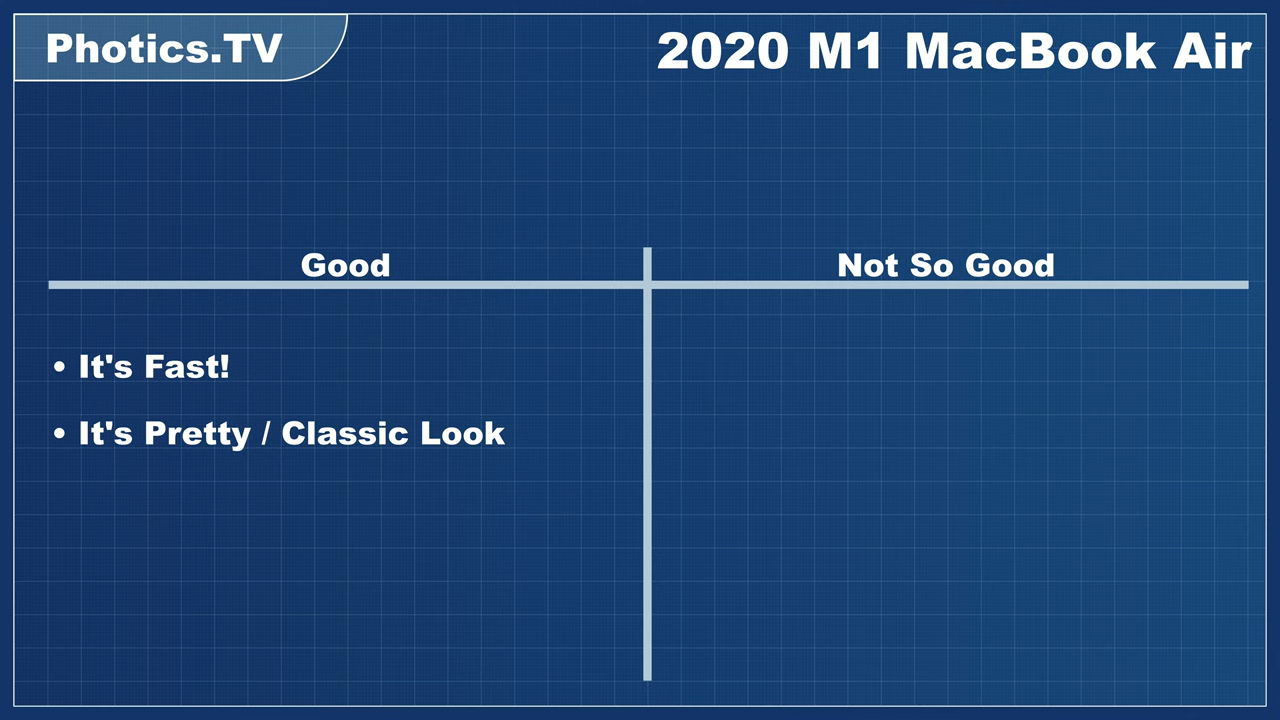 Photics.TV
2020 M1 MacBook Air
Good
Not So Good
• It's Fast!
• It's Pretty / Classic Look